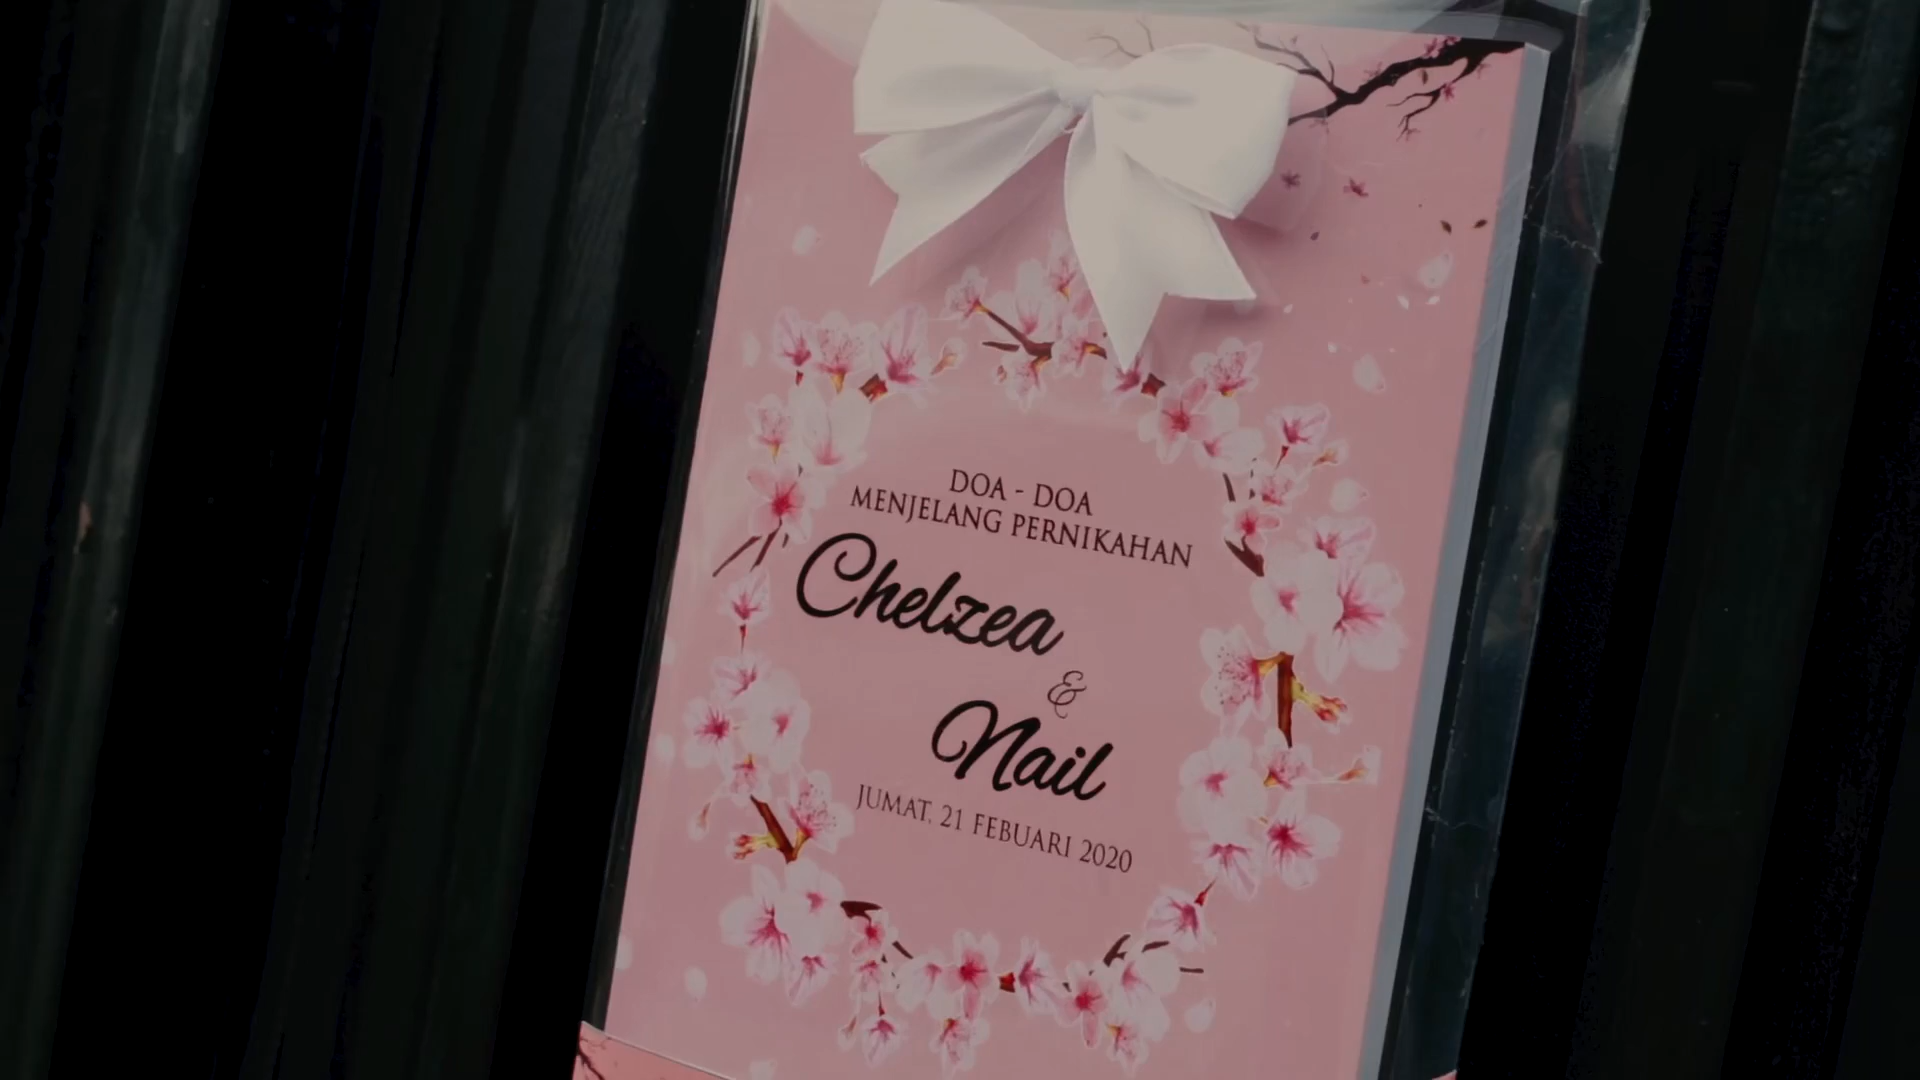 DOA - DOA
MENJELANG PERNIKAHAN
Chelzea
&
Nail
JUMAT, 21 FEBUARI 2020